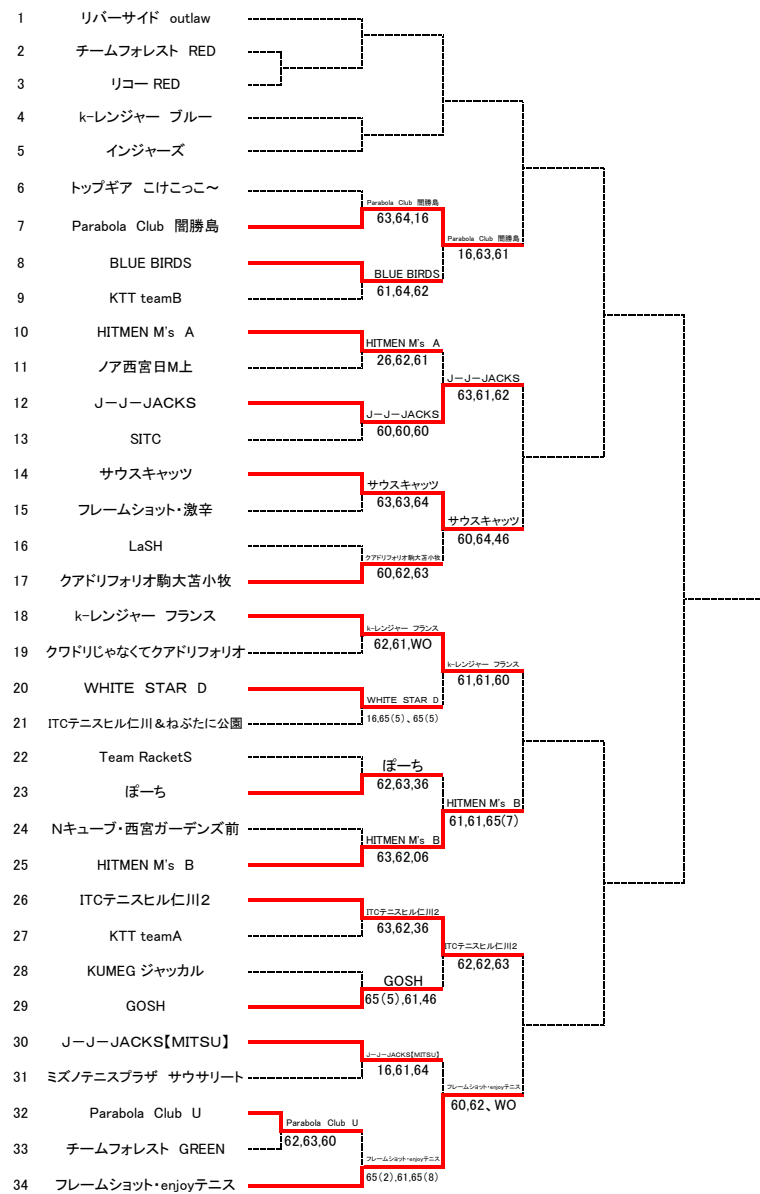 1 リバーサイド outlaw
2 チームフォレスト RED
3 リコー RED
4 k-レンジャー ブルー
5 インジャーズ
6 トップギア こけこっこ～
Parabola Club 闇勝島
63,64,16
7 Parabola Club 闇勝島
Parabola Club 闇勝島
16,63,61
8 BLUE BIRDS
BLUE BIRDS
61,64,62
9 KTT teamB
10 HITMEN M's A
HITMEN M's A
26,62,61
11 ノア西宮日M上
J－J－JACKS
63,61,62
12 J－J－JACKS
J－J－JACKS
60,60,60
13 SITC
14 サウスキャッツ
サウスキャッツ
63,63,64
15 フレームショット・激辛
サウスキャッツ
60,64,46
16 LaSH
クアドリフォリオ駒大苫小牧
60,62,63
17 クアドリフォリオ駒大苫小牧
18 k-レンジャー フランス
k-レンジャー フランス
62,61,WO
19 クワドリじゃなくてクアドリフォリオ
k-レンジャー フランス
61,61,60
20 WHITE STAR D
WHITE STAR D
16,65(5)、65(5)
21 ITCテニスヒル仁川＆ねぶたに公園
22 Team RacketS
ぽーち
62,63,36
23 ぽーち
HITMEN M's B
61,61,65(7)
24 Nキューブ・西宮ガーデンズ前
HITMEN M's B
63,62,06
25 HITMEN M's B
26 ITCテニスヒル仁川2
ITCテニスヒル仁川2
63,62,36
27 KTT teamA
ITCテニスヒル仁川2
62,62,63
28 KUMEG ジャッカル
GOSH
65(5),61,46
29 GOSH
30 J－J－JACKS【MITSU】
J－J－JACKS【MITSU】
16,61,64
31 ミズノテニスプラザ サウサリート
フレームショット・enjoyテニス
60,62、WO
32 Parabola Club U
Parabola Club U
62,63,60
33 チームフォレスト GREEN
フレームショット・enjoyテニス
65(2),61,65(8)
34 フレームショット・enjoyテニス